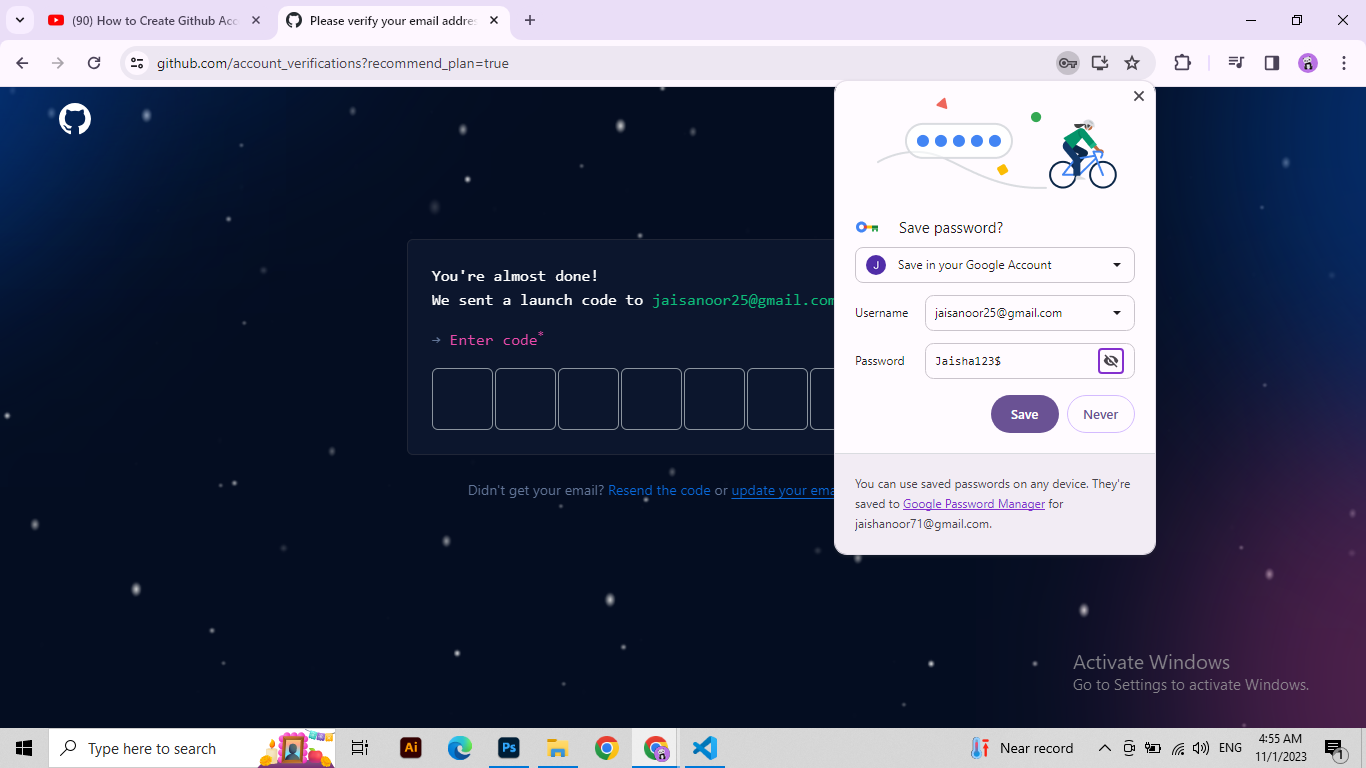 (90) How to Create Github Acc
Please verify your email addres
github.com/account_verifications?recommend_plan=true
You're almost done!
We sent a launch code to jaisanoor25@gmail.com
→ Enter code*
Didn't get your email? Resend the code or update your ema
Save password?
J Save in your Google Account
Username jaisanoor25@gmail.com
Password Jaisha123$
Save Never
You can use saved passwords on any device. They're
saved to Google Password Manager for
jaishanoor71@gmail.com.
Activate Windows
Go to Settings to activate Windows.
Type here to search
Ai
Ps
Near record
ENG
4:55 AM
11/1/2023
1